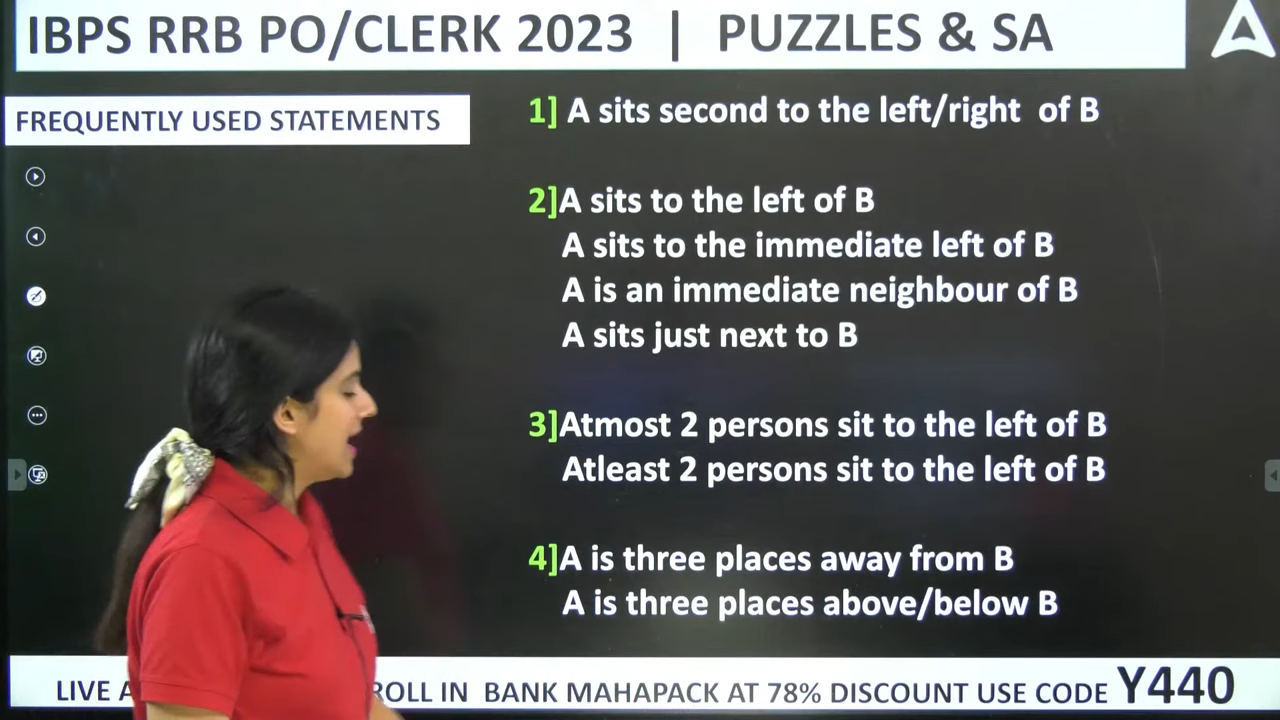 IBPS RRB PO/CLERK 2023 | PUZZLES & SA
FREQUENTLY USED STATEMENTS
1] A sits second to the left/right of B
2]A sits to the left of B
A sits to the immediate left of B
A is an immediate neighbour of B
A sits just next to B
3]Atmost 2 persons sit to the left of B
Atleast 2 persons sit to the left of B
4]A is three places away from B
A is three places above/below B
LIVE A ROLL IN BANK MAHAPACK AT 78% DISCOUNT USE CODE Y440